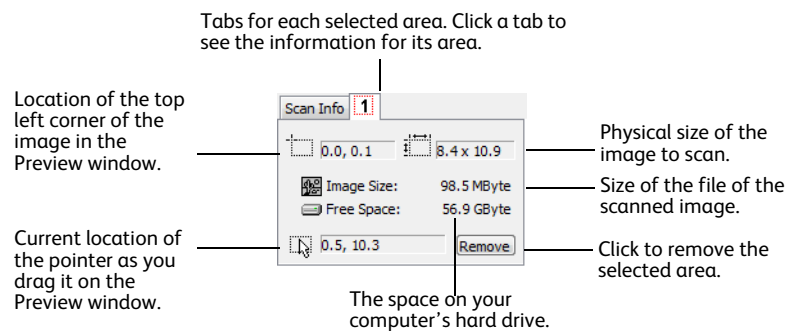 Tabs for each selected area. Click a tab to
see the information for its area.
Location of the top
left corner of the
image in the
Preview window.
Scan Info 1
0.0, 0.1 8.4 x 10.9
Image Size: 98.5 MByte
Free Space: 56.9 GByte
0.5, 10.3 Remove
Physical size of the
image to scan.
Size of the file of the
scanned image.
Current location of
the pointer as you
drag it on the
Preview window.
Click to remove the
selected area.
The space on your
computer’s hard drive.